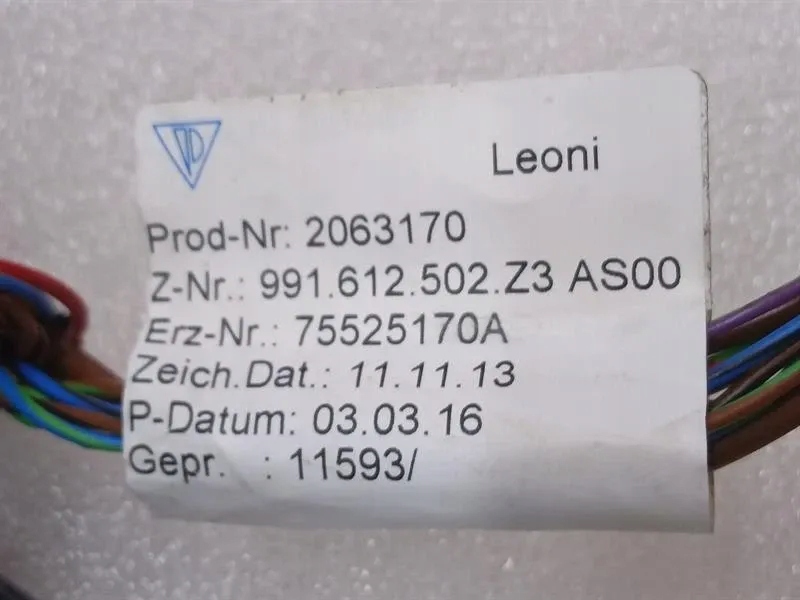 Leoni
Prod-Nr: 2063170
Z-Nr.: 991.612.502.Z3 AS00
Erz-Nr.: 75525170A
Zeich.Dat.: 11.11.13
P-Datum: 03.03.16
Gepr. : 11593/